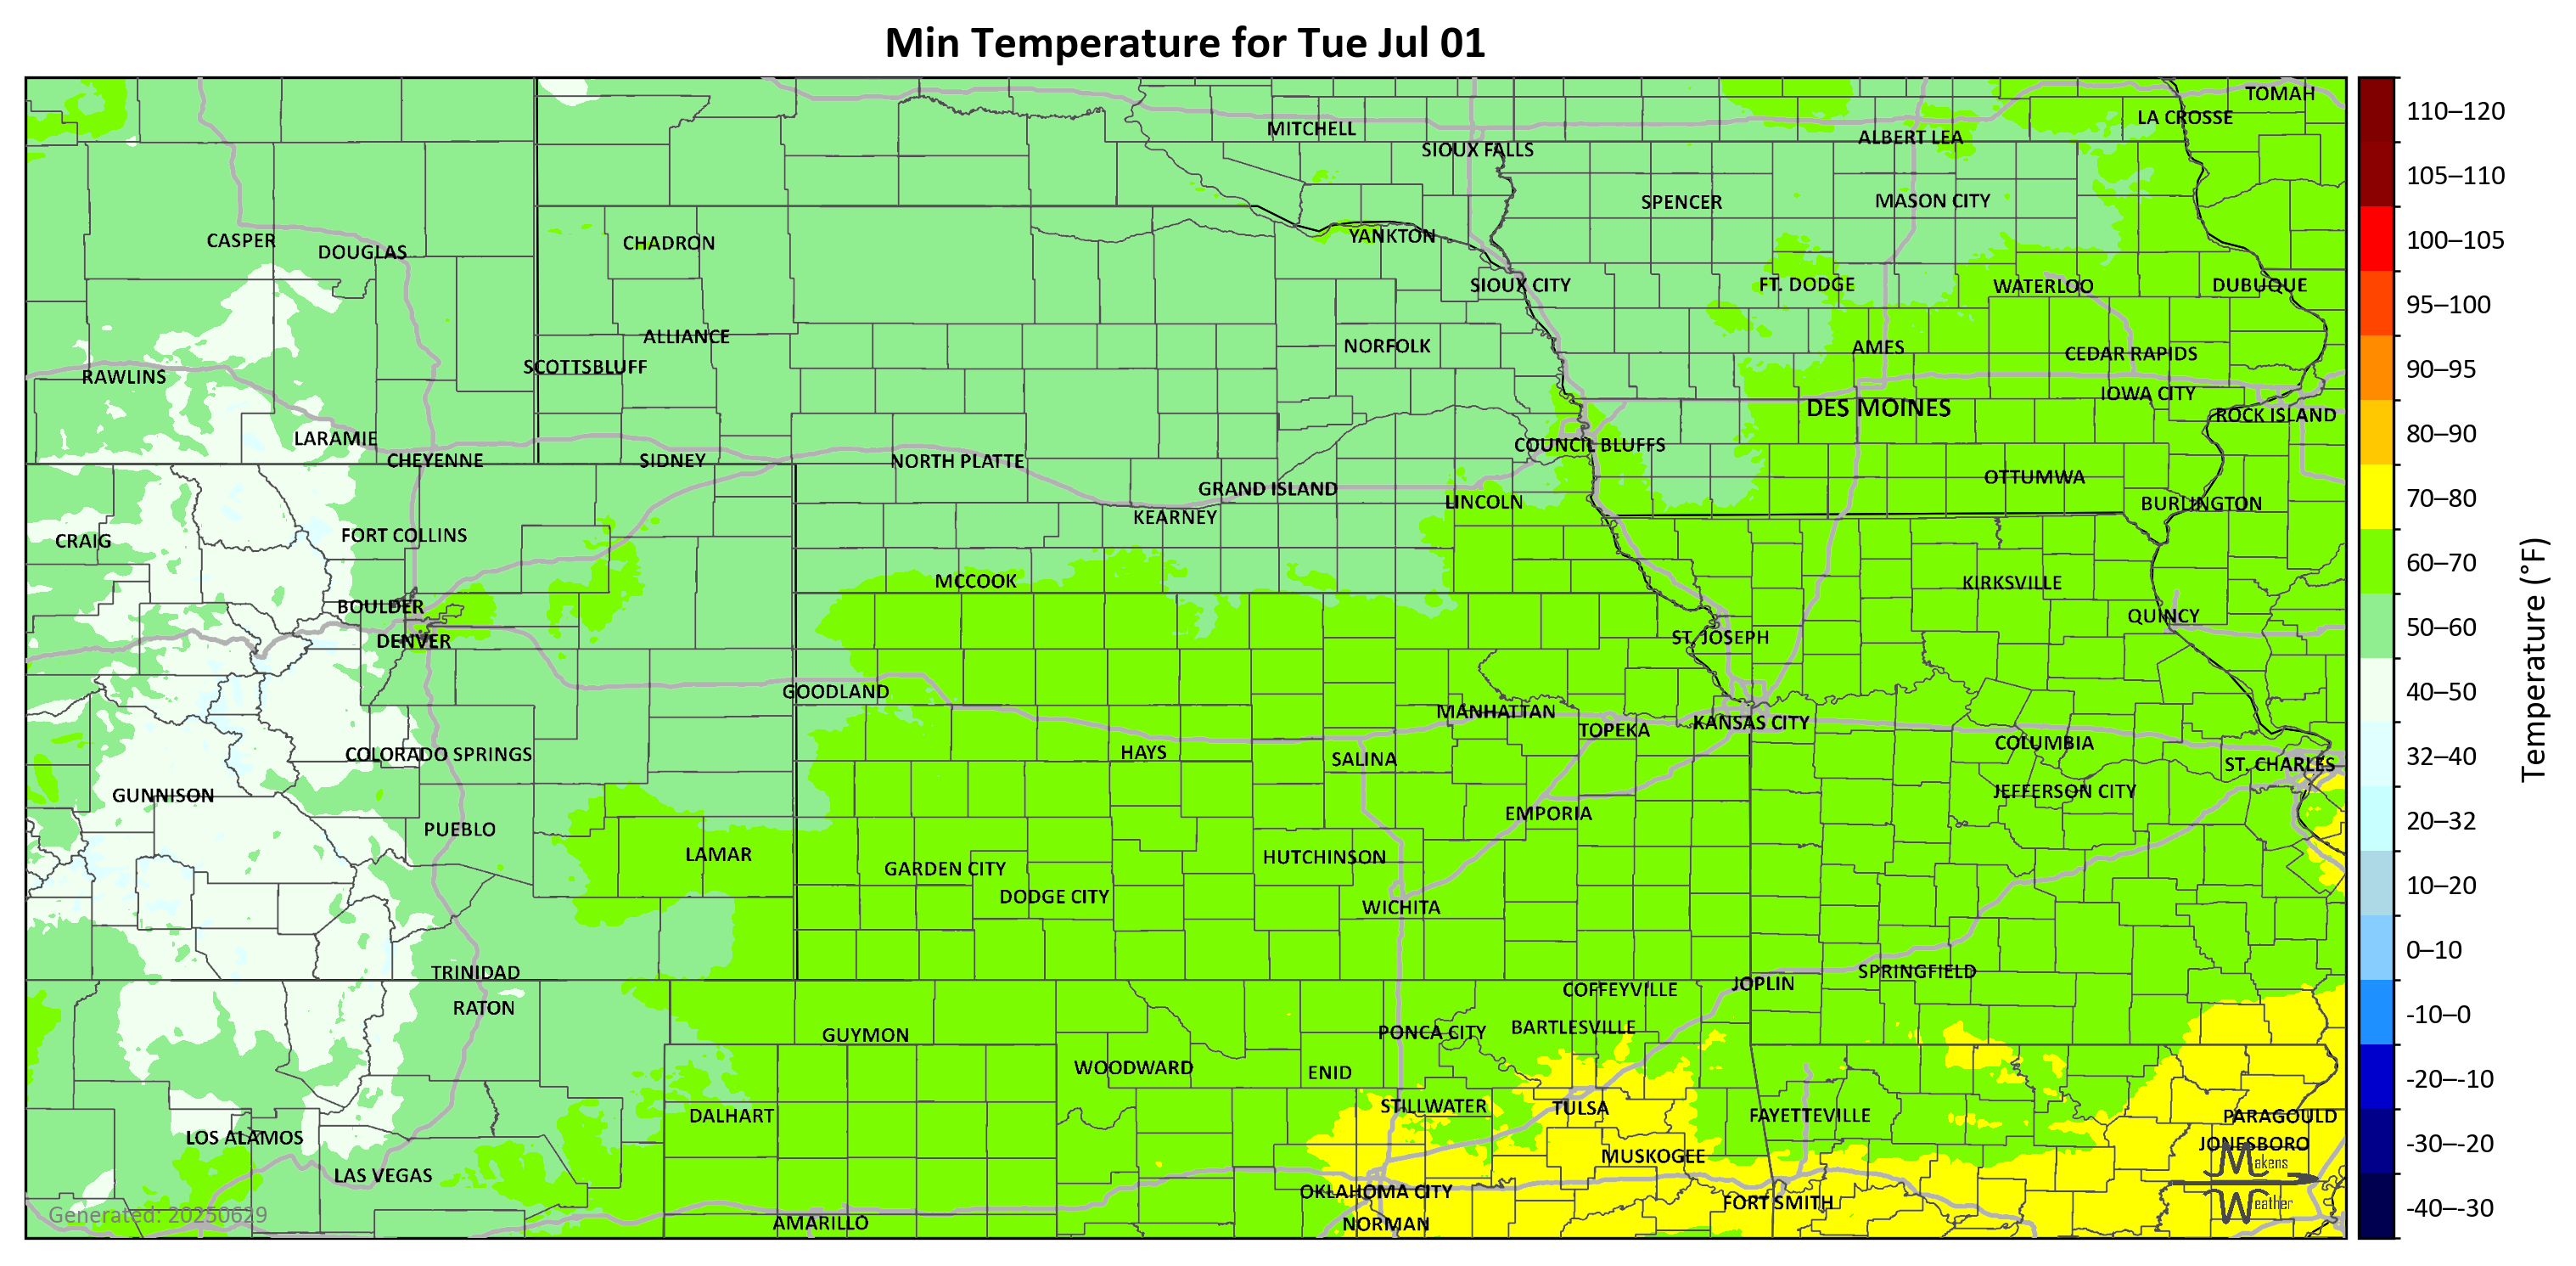 Min Temperature for Tue Jul 01
TOMAH
LA CROSSE
MITCHELL
ALBERT LEA
SIOUX FALLS
SPENCER
MASON CITY
CASPER
DOUGLAS
CHADRON
YANKTON
SIOUX CITY
FT. DODGE
WATERLOO
DUBUQUE
ALLIANCE
NORFOLK
AMES
CEDAR RAPIDS
SCOTTSBLUFF
RAWLINS
IOWA CITY
DES MOINES
ROCK ISLAND
LARAMIE
COUNCIL BLUFFS
CHEYENNE
SIDNEY
NORTH PLATTE
OTTUMWA
GRAND ISLAND
LINCOLN
BURLINGTON
KEARNEY
FORT COLLINS
CRAIG
MCCOOK
KIRKSVILLE
BOULDER
QUINCY
DENVER
ST. JOSEPH
GOODLAND
MANHATTAN
KANSAS CITY
TOPEKA
COLUMBIA
HAYS
COLORADO SPRINGS
SALINA
ST. CHARLES
JEFFERSON CITY
GUNNISON
EMPORIA
PUEBLO
LAMAR
HUTCHINSON
GARDEN CITY
DODGE CITY
WICHITA
TRINIDAD
SPRINGFIELD
JOPLIN
COFFEYVILLE
RATON
BARTLESVILLE
PONCA CITY
GUYMON
WOODWARD
ENID
STILLWATER
TULSA
DALHART
FAYETTEVILLE
PARAGOULD
LOS ALAMOS
JONESBORO
MUSKOGEE
LAS VEGAS
OKLAHOMA CITY
FORT SMITH
AMARILLO
NORMAN
Makens
Weather
Generated: 20250629
110–120
105–110
100–105
95–100
90–95
80–90
70–80
60–70
50–60
40–50
32–40
20–32
10–20
0–10
-10–0
-20–-10
-30–-20
-40–-30
Temperature (°F)